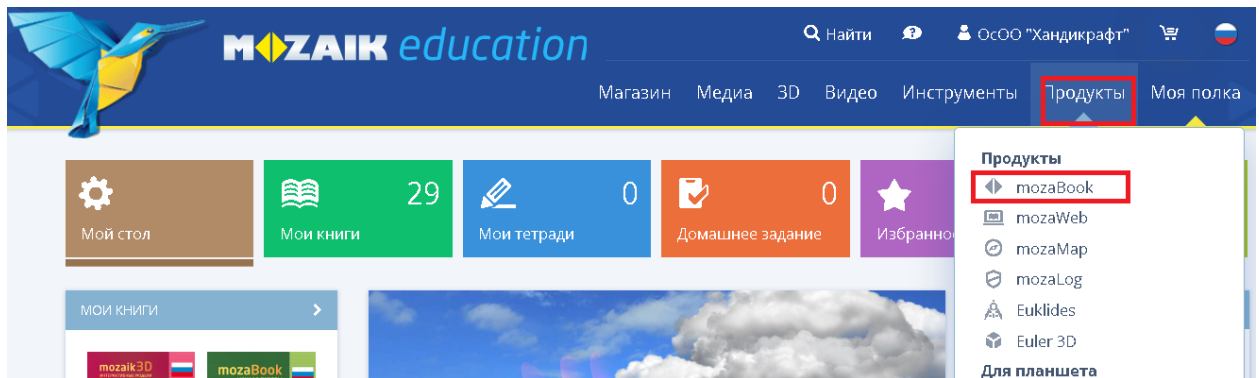 MOZAIK education
Найти
ОсОО "Хандикрафт"
Магазин Медиа 3D Видео Инструменты Продукты Моя полка
Продукты
mozaBook
mozaWeb
mozaMap
mozaLog
Euklides
Euler 3D
Для планшета
29
0
0
Мой стол
Мои книги
Мои тетради
Домашнее задание
Избранно
МОИ КНИГИ
mozaik3D
mozaBook